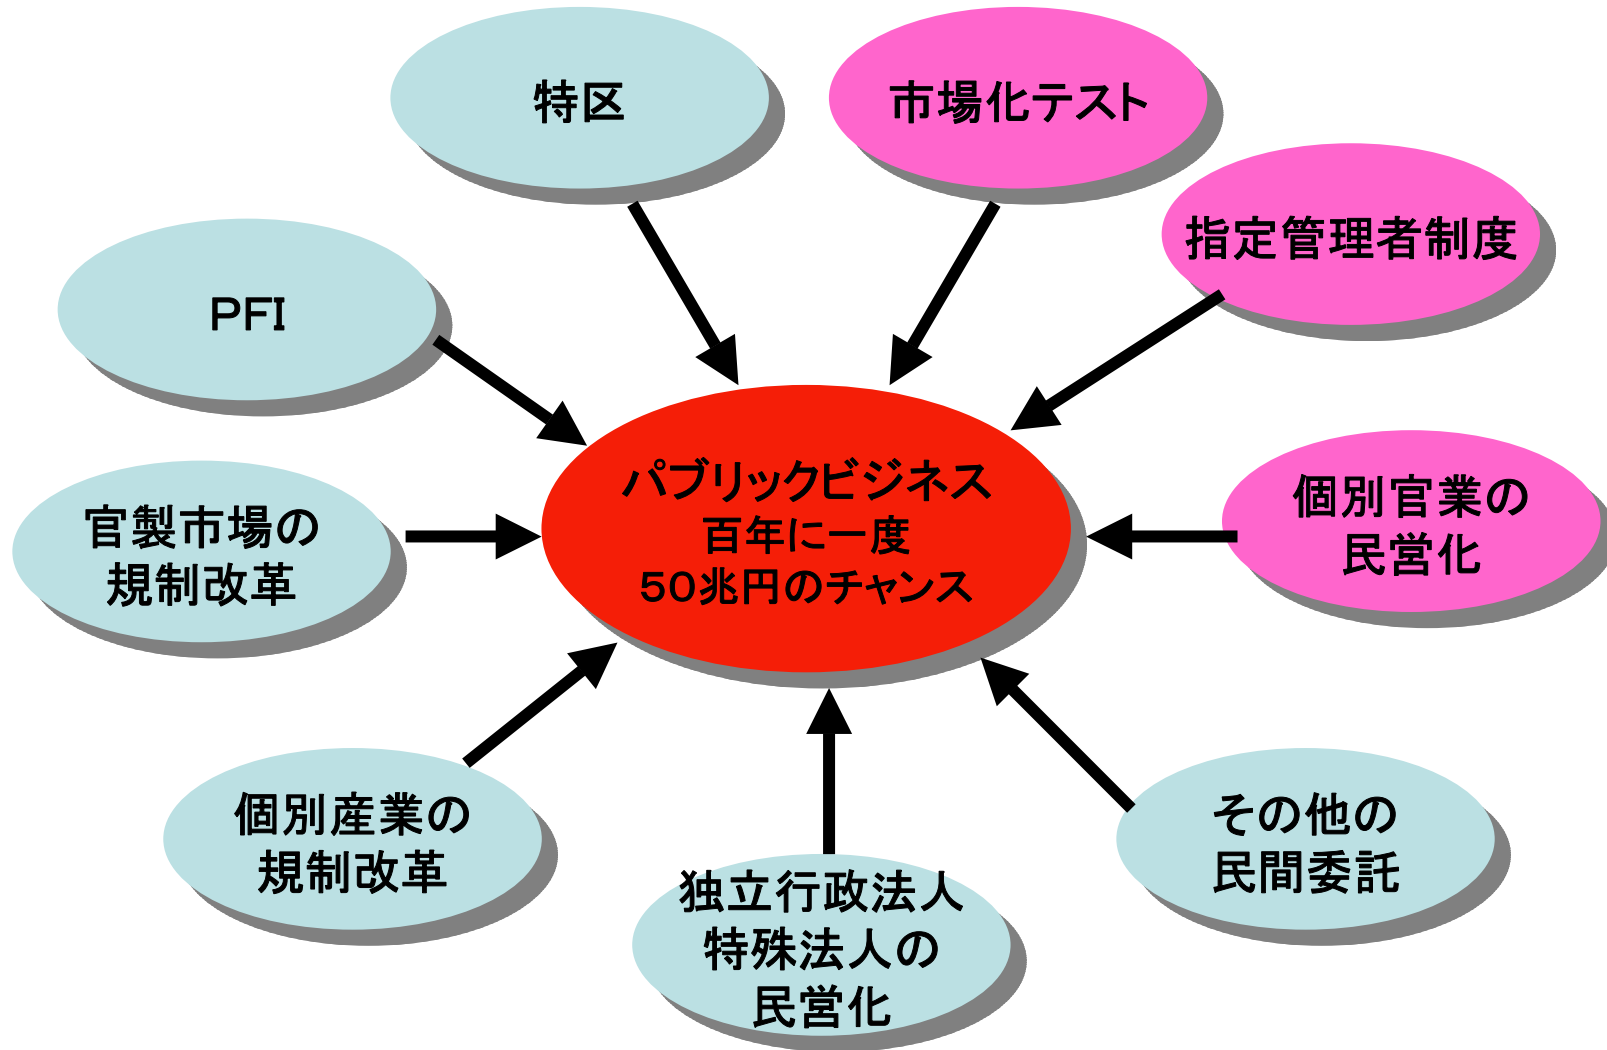 特区
市場化テスト
指定管理者制度
PFI
パブリックビジネス
百年に一度
50兆円のチャンス
官製市場の
規制改革
個別官業の
民営化
個別産業の
規制改革
独立行政法人
特殊法人の
民営化
その他の
民間委託